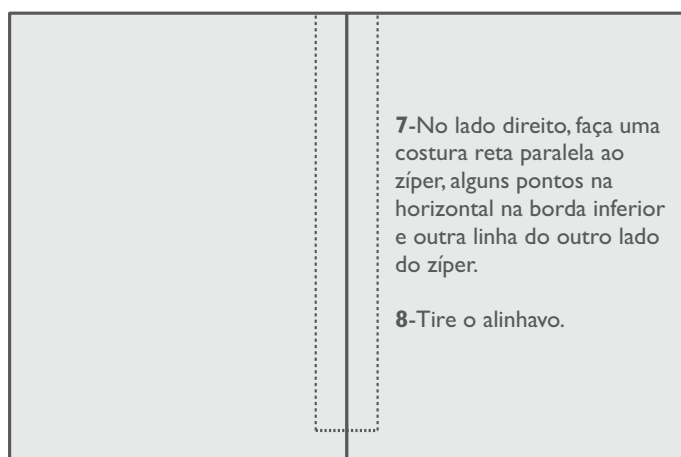 7-No lado direito, faça uma
costura reta paralela ao
zíper, alguns pontos na
horizontal na borda inferior
e outra linha do outro lado
do zíper.
8-Tire o alinhavo.